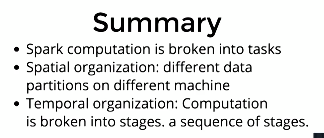 Summary
• Spark computation is broken into tasks
• Spatial organization: different data
partitions on different machine
• Temporal organization: Computation
is broken into stages. a sequence of stages.